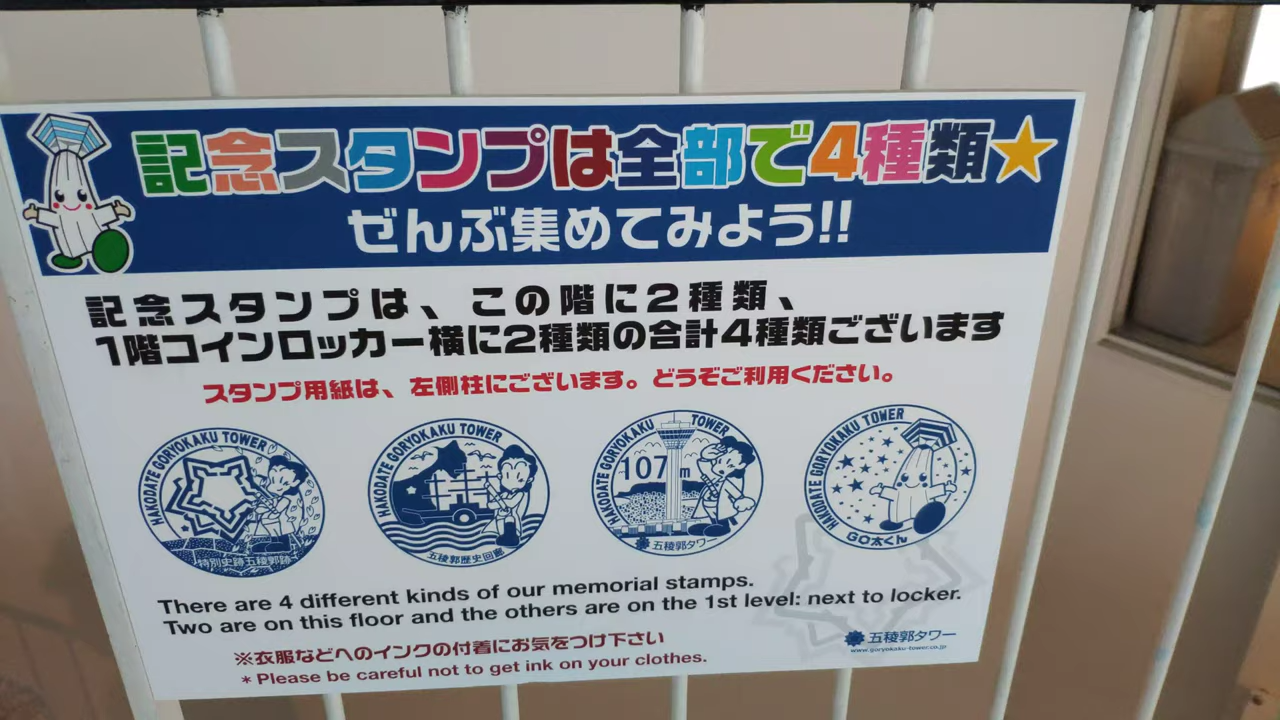 記念スタンプは全部で4種類★
ぜんぶ集めてみよう!!
記念スタンプは、この階に2種類、
1階コインロッカー横に2種類の合計4種類ございます
スタンプ用紙は、左側柱にございます。どうぞご利用ください。
HAKODATE GORYOKAKU TOWER
特別史跡五稜郭跡
HAKODATE GORYOKAKU TOWER
五稜郭歴史回廊
HAKODATE GORYOKAKU TOWER
107m
五稜郭タワー
HAKODATE GORYOKAKU TOWER
GO太くん
There are 4 different kinds of our memorial stamps.
Two are on this floor and the others are on the 1st level: next to locker.
※衣服などへのインクの付着にお気をつけ下さい
* Please be careful not to get ink on your clothes.
五稜郭タワー
www.goryokaku-tower.co.jp